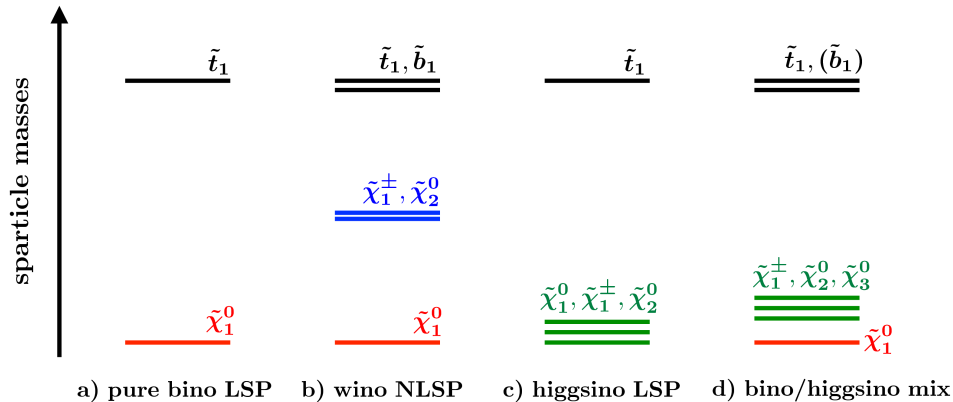 sparticle masses
t̃₁
t̃₁, b̃₁
t̃₁
t̃₁, (b̃₁)
χ̃₁±, χ̃₂⁰
χ̃₁⁰
χ̃₁⁰
χ̃₁⁰, χ̃₁±, χ̃₂⁰
χ̃₁±, χ̃₂⁰, χ̃₃⁰
χ̃₁⁰
a) pure bino LSP
b) wino NLSP
c) higgsino LSP
d) bino/higgsino mix